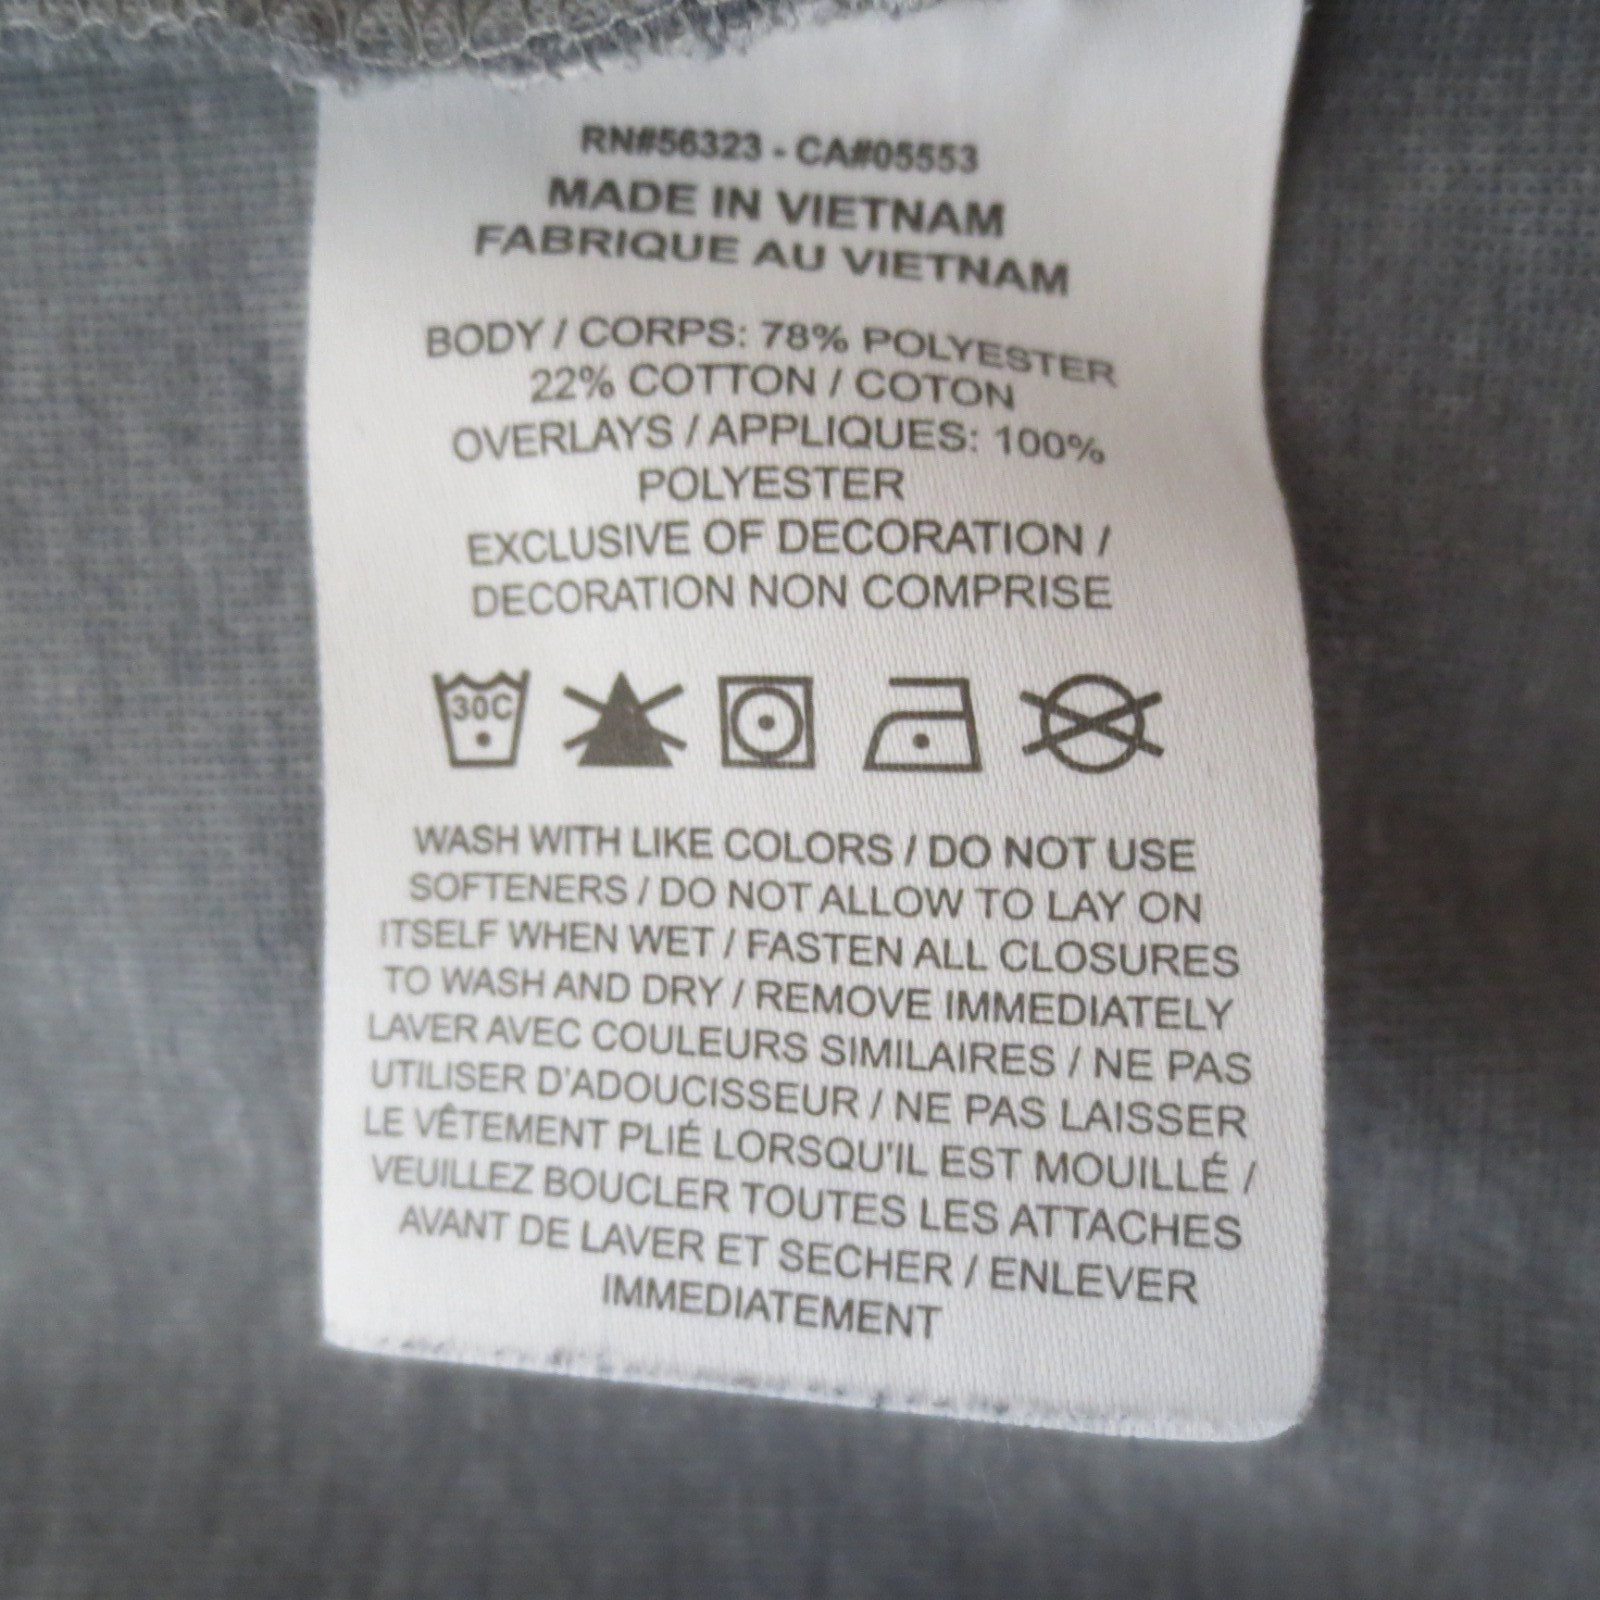 RN#56323 - CA#05553
MADE IN VIETNAM
FABRIQUE AU VIETNAM
BODY / CORPS: 78% POLYESTER
22% COTTON / COTON
OVERLAYS / APPLIQUES: 100%
POLYESTER
EXCLUSIVE OF DECORATION /
DECORATION NON COMPRISE
30C
WASH WITH LIKE COLORS / DO NOT USE
SOFTENERS / DO NOT ALLOW TO LAY ON
ITSELF WHEN WET / FASTEN ALL CLOSURES
TO WASH AND DRY / REMOVE IMMEDIATELY
LAVER AVEC COULEURS SIMILAIRES / NE PAS
UTILISER D'ADOUCISSEUR / NE PAS LAISSER
LE VÊTEMENT PLIÉ LORSQU'IL EST MOUILLÉ /
VEUILLEZ BOUCLER TOUTES LES ATTACHES
AVANT DE LAVER ET SECHER / ENLEVER
IMMEDIATEMENT